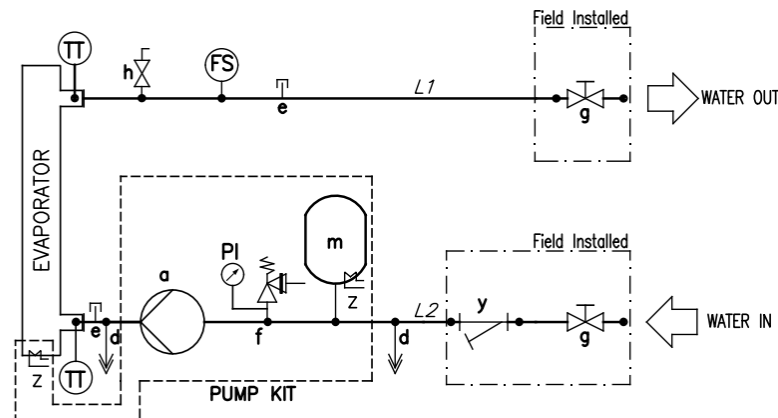 Field Installed
TT
h
FS
e
L1
g
WATER OUT
EVAPORATOR
a
PI
m
Z
Field Installed
e
d
f
L2
d
y
g
WATER IN
Z
TT
PUMP KIT